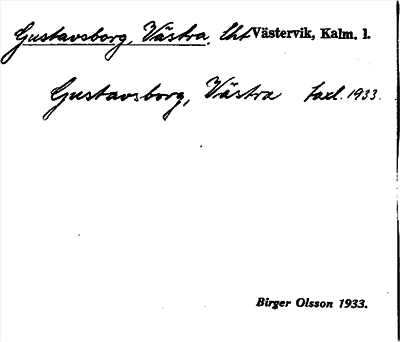 Gustavsborg, Västra. lht Västervik, Kalm. l.
Gustavsborg, Västra taxl. 1933.
Birger Olsson 1933.